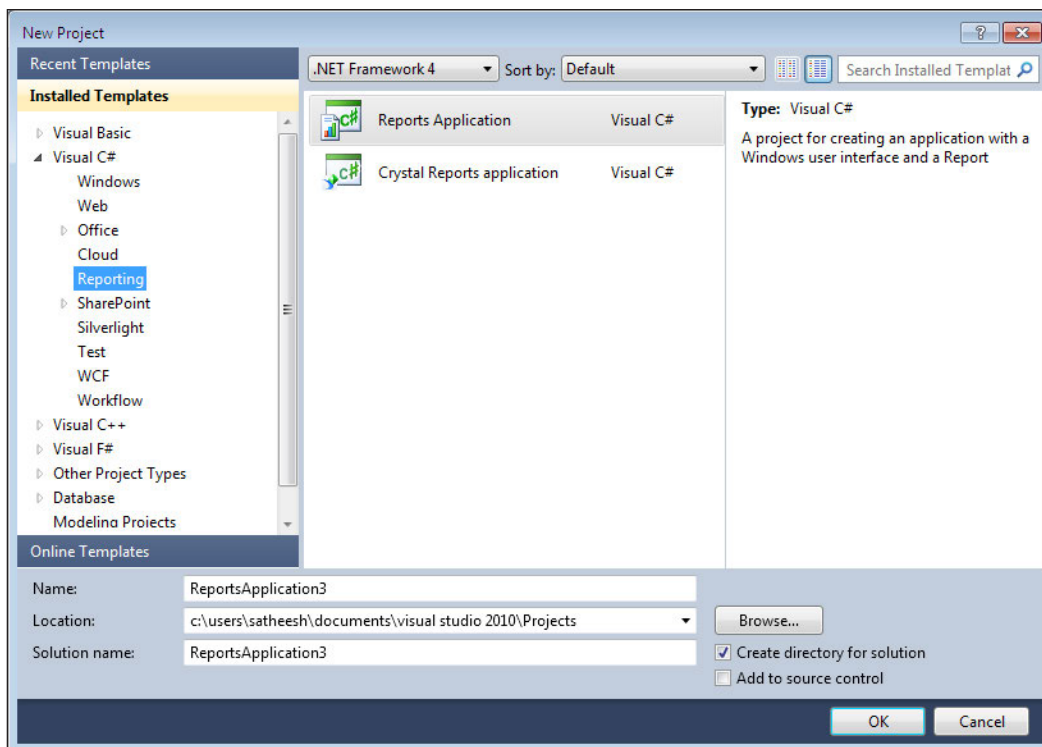 New Project
Recent Templates
Installed Templates
Visual Basic
Visual C#
Windows
Web
Office
Cloud
Reporting
SharePoint
Silverlight
Test
WCF
Workflow
Visual C++
Visual F#
Other Project Types
Database
Modeling Projects
Online Templates
.NET Framework 4 Sort by: Default Search Installed Templat
C# Reports Application Visual C#
C# Crystal Reports application Visual C#
Type: Visual C#
A project for creating an application with a
Windows user interface and a Report
Name: ReportsApplication3
Location: c:\users\satheesh\documents\visual studio 2010\Projects Browse...
Solution name: ReportsApplication3
Create directory for solution
Add to source control
OK Cancel